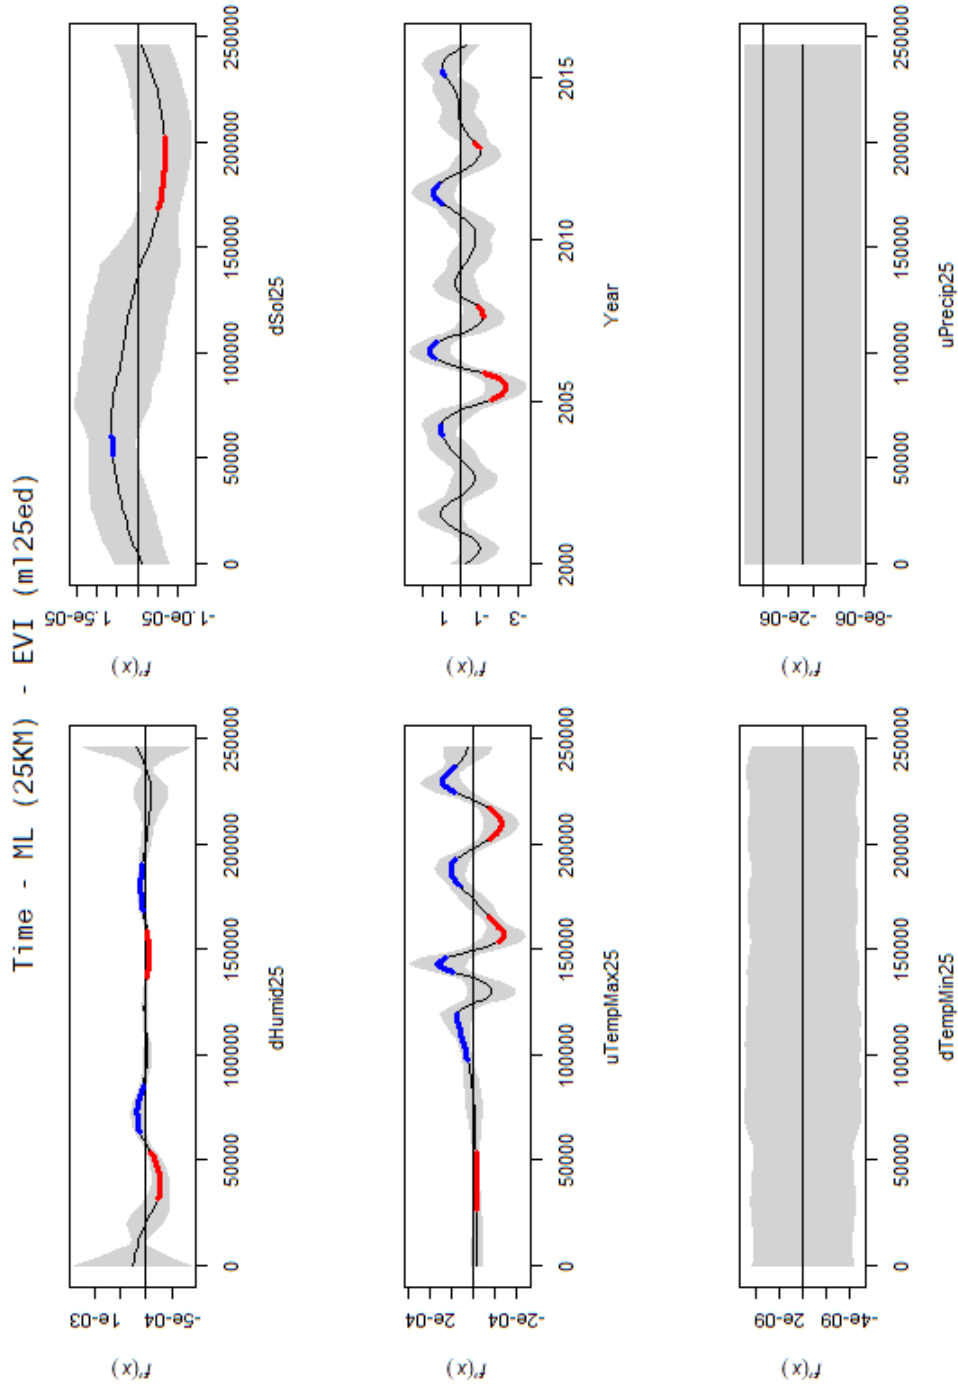 Time - ML (25KM) - EVI (ml25ed)
f'(x)
-5e-04 1e-03
0 50000 100000 150000 200000 250000
dHumid25
f'(x)
-1.0e-05 1.5e-05
0 50000 100000 150000 200000 250000
dSol25
f'(x)
-2e-04 2e-04
0 50000 100000 150000 200000 250000
uTempMax25
f'(x)
-3 -1 1
2000 2005 2010 2015
Year
f'(x)
-4e-09 2e-09
0 50000 100000 150000 200000 250000
dTempMin25
f'(x)
-8e-06 -2e-06
0 50000 100000 150000 200000 250000
uPrecip25